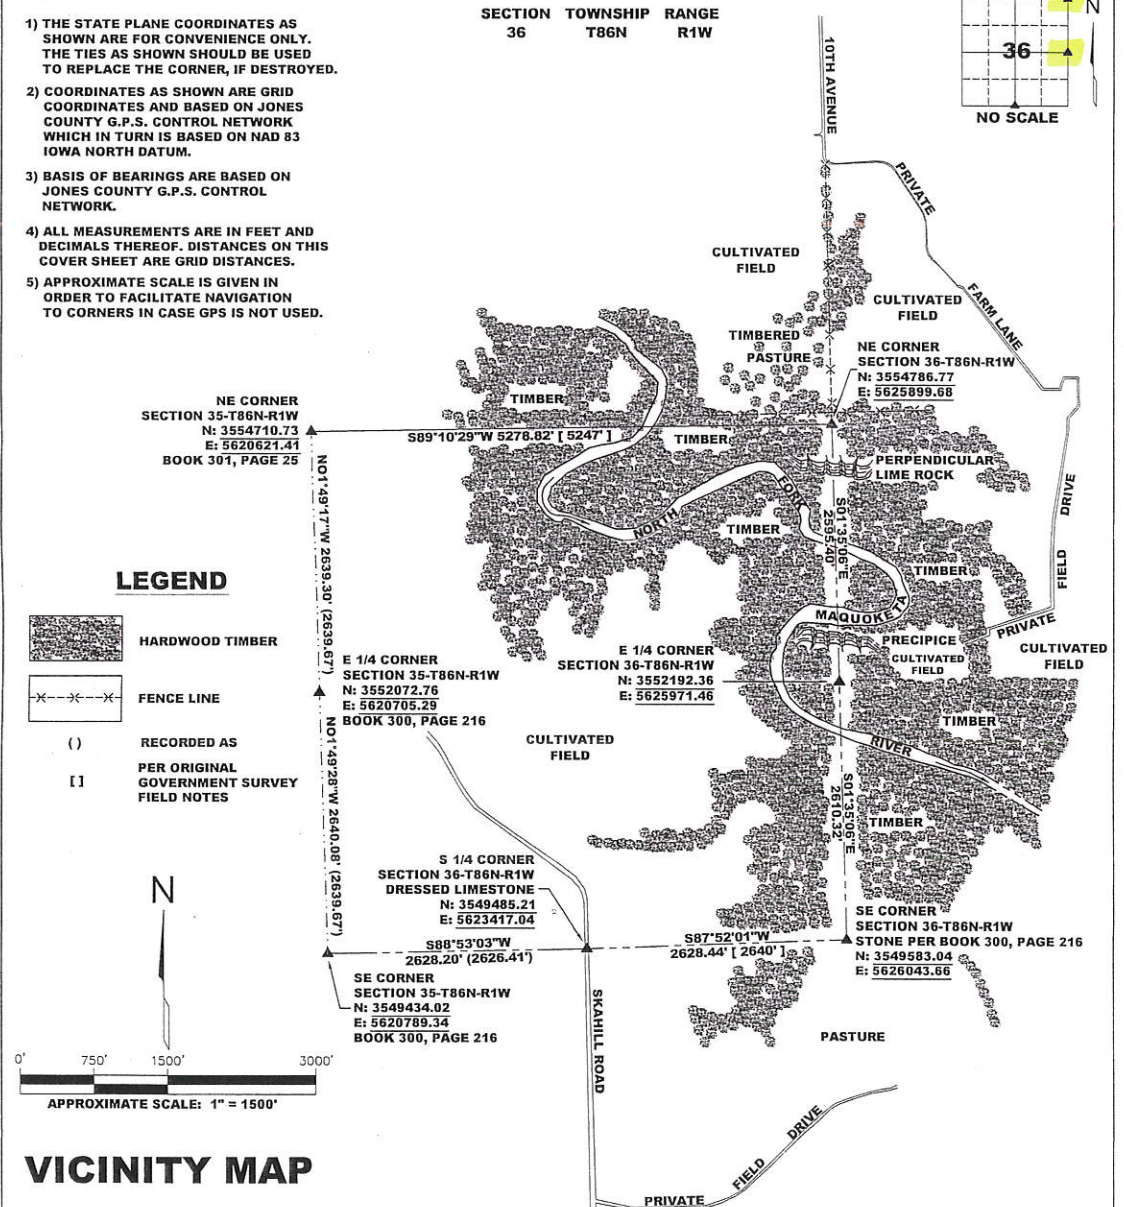 SECTION TOWNSHIP RANGE
36 T86N R1W
1) THE STATE PLANE COORDINATES AS
SHOWN ARE FOR CONVENIENCE ONLY.
THE TIES AS SHOWN SHOULD BE USED
TO REPLACE THE CORNER, IF DESTROYED.
2) COORDINATES AS SHOWN ARE GRID
COORDINATES AND BASED ON JONES
COUNTY G.P.S. CONTROL NETWORK
WHICH IN TURN IS BASED ON NAD 83
IOWA NORTH DATUM.
3) BASIS OF BEARINGS ARE BASED ON
JONES COUNTY G.P.S. CONTROL
NETWORK.
4) ALL MEASUREMENTS ARE IN FEET AND
DECIMALS THEREOF. DISTANCES ON THIS
COVER SHEET ARE GRID DISTANCES.
5) APPROXIMATE SCALE IS GIVEN IN
ORDER TO FACILITATE NAVIGATION
TO CORNERS IN CASE GPS IS NOT USED.
36
N
NO SCALE
10TH AVENUE
PRIVATE
FARM LANE
CULTIVATED
FIELD
CULTIVATED
FIELD
TIMBERED
PASTURE
NE CORNER
SECTION 36-T86N-R1W
N: 3554786.77
E: 5625899.68
NE CORNER
SECTION 35-T86N-R1W
N: 3554710.73
E: 5620621.41
BOOK 301, PAGE 25
TIMBER
S89°10'29"W 5278.82' [ 5247' ]
TIMBER
PERPENDICULAR
LIME ROCK
NORTH
FORK
TIMBER
S01°35'06"E
2595.40'
TIMBER
MAQUOKETA
PRECIPICE
CULTIVATED
FIELD
PRIVATE
FIELD
DRIVE
CULTIVATED
FIELD
N01°49'17"W 2639.30' (2639.67')
E 1/4 CORNER
SECTION 35-T86N-R1W
N: 3552072.76
E: 5620705.29
BOOK 300, PAGE 216
E 1/4 CORNER
SECTION 36-T86N-R1W
N: 3552192.36
E: 5625971.46
LEGEND
HARDWOOD TIMBER
FENCE LINE
( ) RECORDED AS
[ ] PER ORIGINAL
GOVERNMENT SURVEY
FIELD NOTES
CULTIVATED
FIELD
TIMBER
RIVER
N01°49'28"W 2640.08' (2639.67')
S01°35'06"E
2610.32'
TIMBER
S 1/4 CORNER
SECTION 36-T86N-R1W
DRESSED LIMESTONE
N: 3549485.21
E: 5623417.04
S88°53'03"W
2628.20' (2626.41')
S87°52'01"W
2628.44' [ 2640' ]
SE CORNER
SECTION 36-T86N-R1W
STONE PER BOOK 300, PAGE 216
N: 3549583.04
E: 5626043.66
SE CORNER
SECTION 35-T86N-R1W
N: 3549434.02
E: 5620789.34
BOOK 300, PAGE 216
SKAHILL ROAD
PASTURE
N
0' 750' 1500' 3000'
APPROXIMATE SCALE: 1" = 1500'
VICINITY MAP
PRIVATE
FIELD
DRIVE